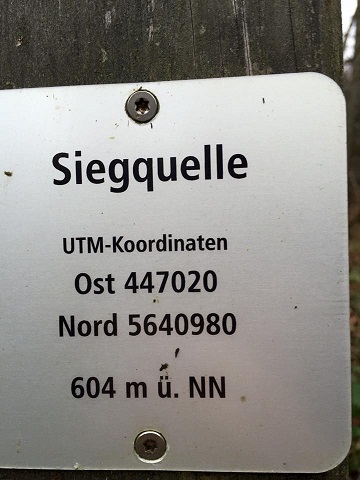 Siegquelle
UTM-Koordinaten
Ost 447020
Nord 5640980
604 m ü. NN